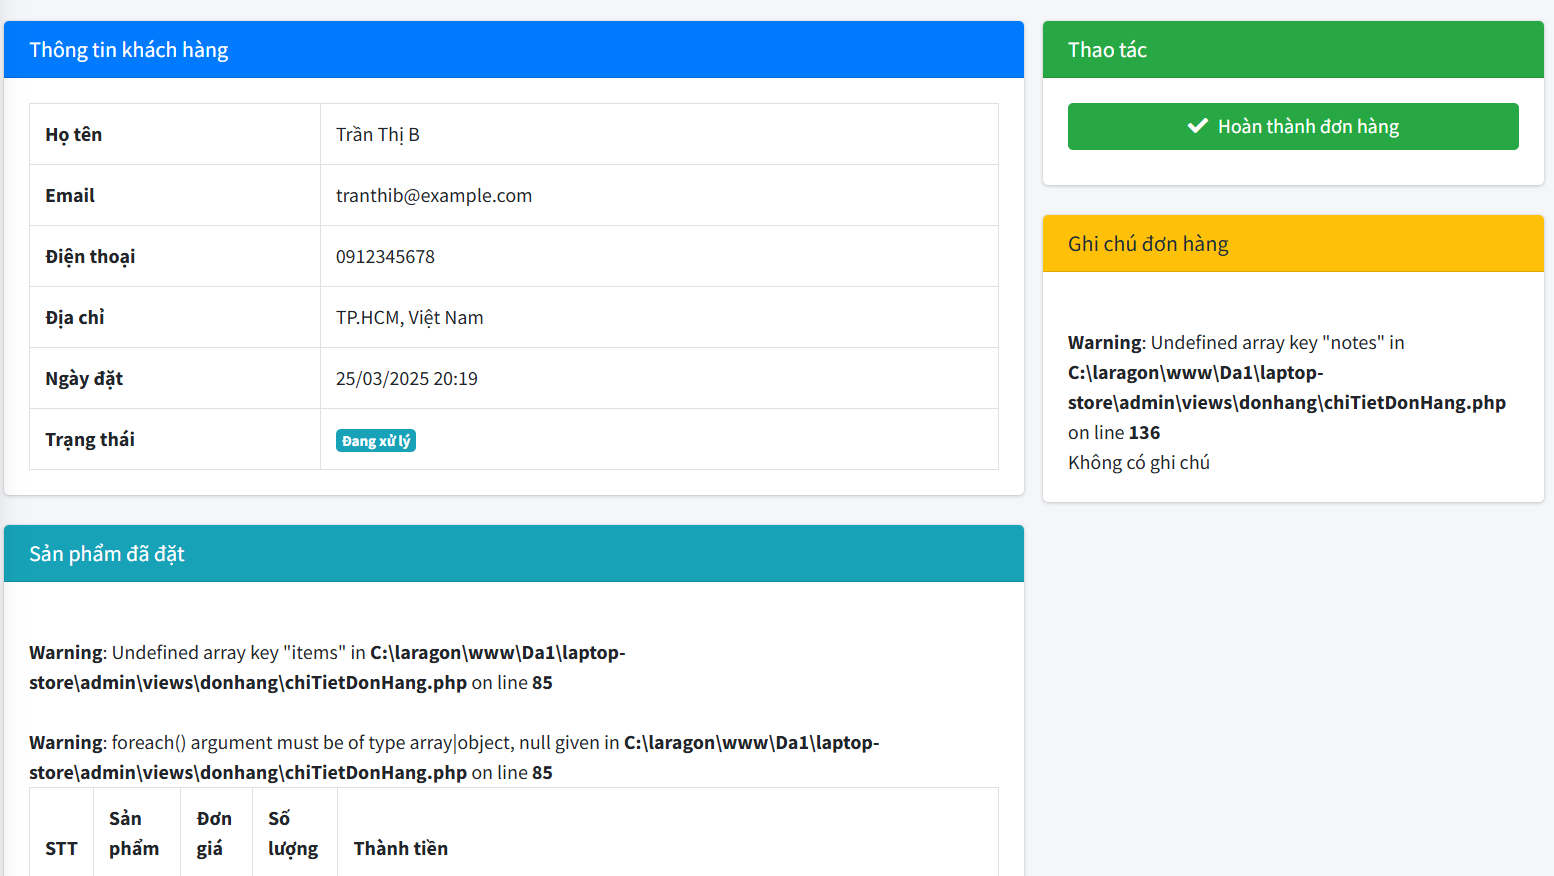 Thông tin khách hàng
Họ tên Trần Thị B
Email tranthib@example.com
Điện thoại 0912345678
Địa chỉ TP.HCM, Việt Nam
Ngày đặt 25/03/2025 20:19
Trạng thái Đang xử lý
Thao tác
Hoàn thành đơn hàng
Ghi chú đơn hàng
Warning: Undefined array key "notes" in
C:\laragon\www\Da1\laptop-
store\admin\views\donhang\chiTietDonHang.php
on line 136
Không có ghi chú
Sản phẩm đã đặt
Warning: Undefined array key "items" in C:\laragon\www\Da1\laptop-
store\admin\views\donhang\chiTietDonHang.php on line 85
Warning: foreach() argument must be of type array|object, null given in C:\laragon\www\Da1\laptop-
store\admin\views\donhang\chiTietDonHang.php on line 85
STT
Sản
phẩm
Đơn
giá
Số
lượng
Thành tiền